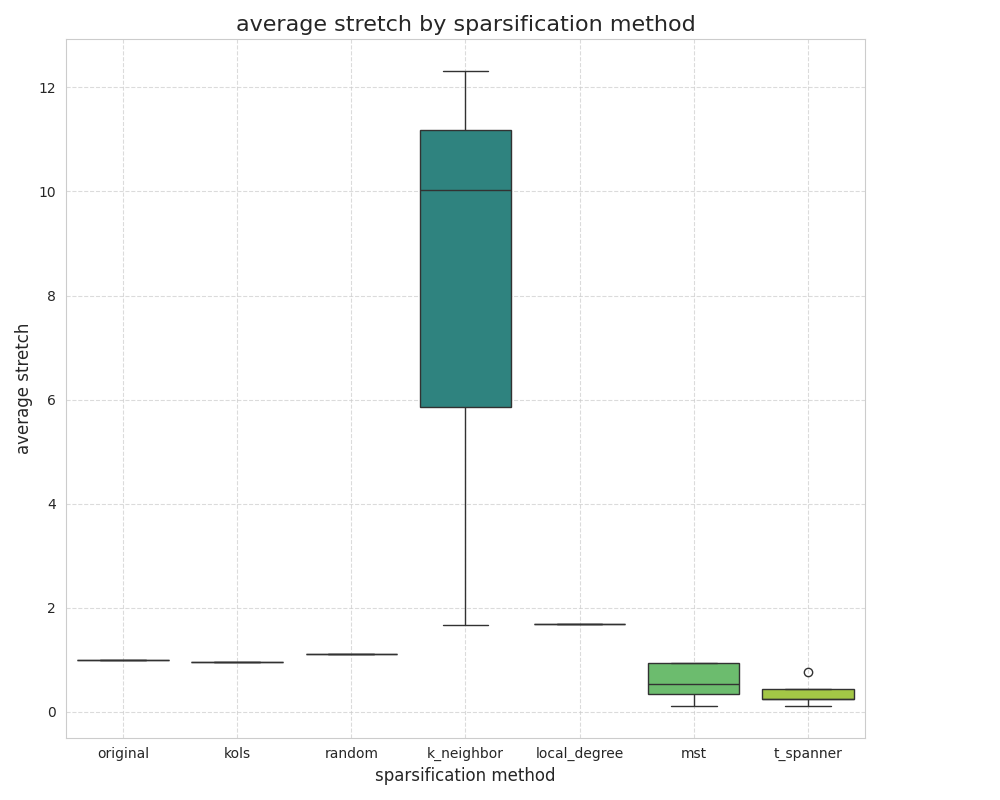 average stretch by sparsification method
average stretch
12
10
8
6
4
2
0
original kols random k_neighbor local_degree mst t_spanner
sparsification method